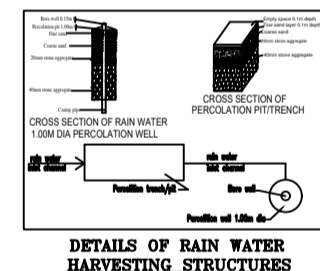 Bore well 0.15m
Percolation pit 1.00m
Fine sand
Coarse sand
20mm stone aggregate
40mm stone aggregate
Casing pipe
CROSS SECTION OF RAIN WATER
1.00M DIA PERCOLATION WELL
Empty space 0.1m depth
Fine sand layer 0.1m depth
Coarse sand
20mm stone aggregate
40mm stone aggregate
CROSS SECTION OF
PERCOLATION PIT/TRENCH
rain water
inlet channel
Percolation trench/pit
rain water
inlet channel
Bore well
Percolation well 1.00m dia
DETAILS OF RAIN WATER
HARVESTING STRUCTURES